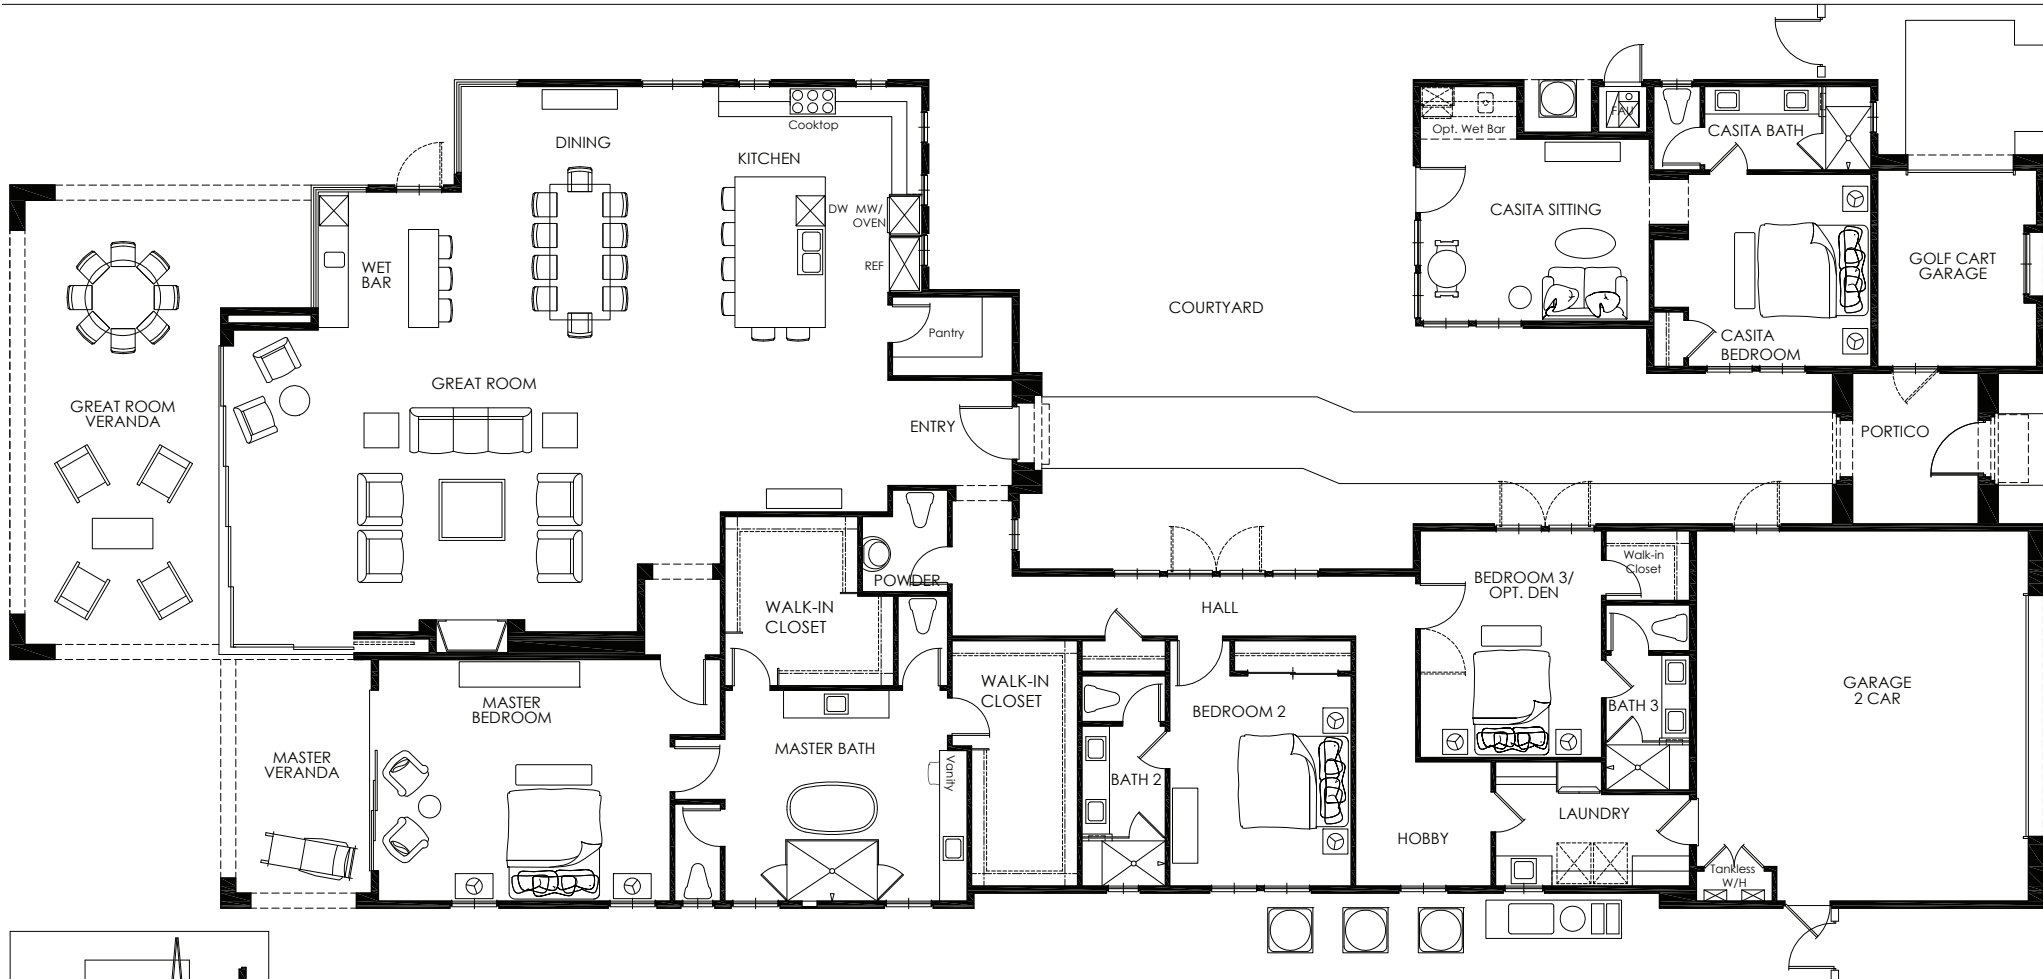 Cooktop
DINING
KITCHEN
DW
MW/
OVEN
REF
WET
BAR
Pantry
GREAT ROOM
GREAT ROOM
VERANDA
ENTRY
COURTYARD
Opt. Wet Bar
FAU
CASITA BATH
CASITA SITTING
CASITA
BEDROOM
GOLF CART
GARAGE
PORTICO
POWDER
WALK-IN
CLOSET
HALL
BEDROOM 3/
OPT. DEN
Walk-in
Closet
WALK-IN
CLOSET
MASTER
BEDROOM
MASTER
VERANDA
MASTER BATH
Vanity
BEDROOM 2
BATH 2
BATH 3
GARAGE
2 CAR
HOBBY
LAUNDRY
Tankless
W/H